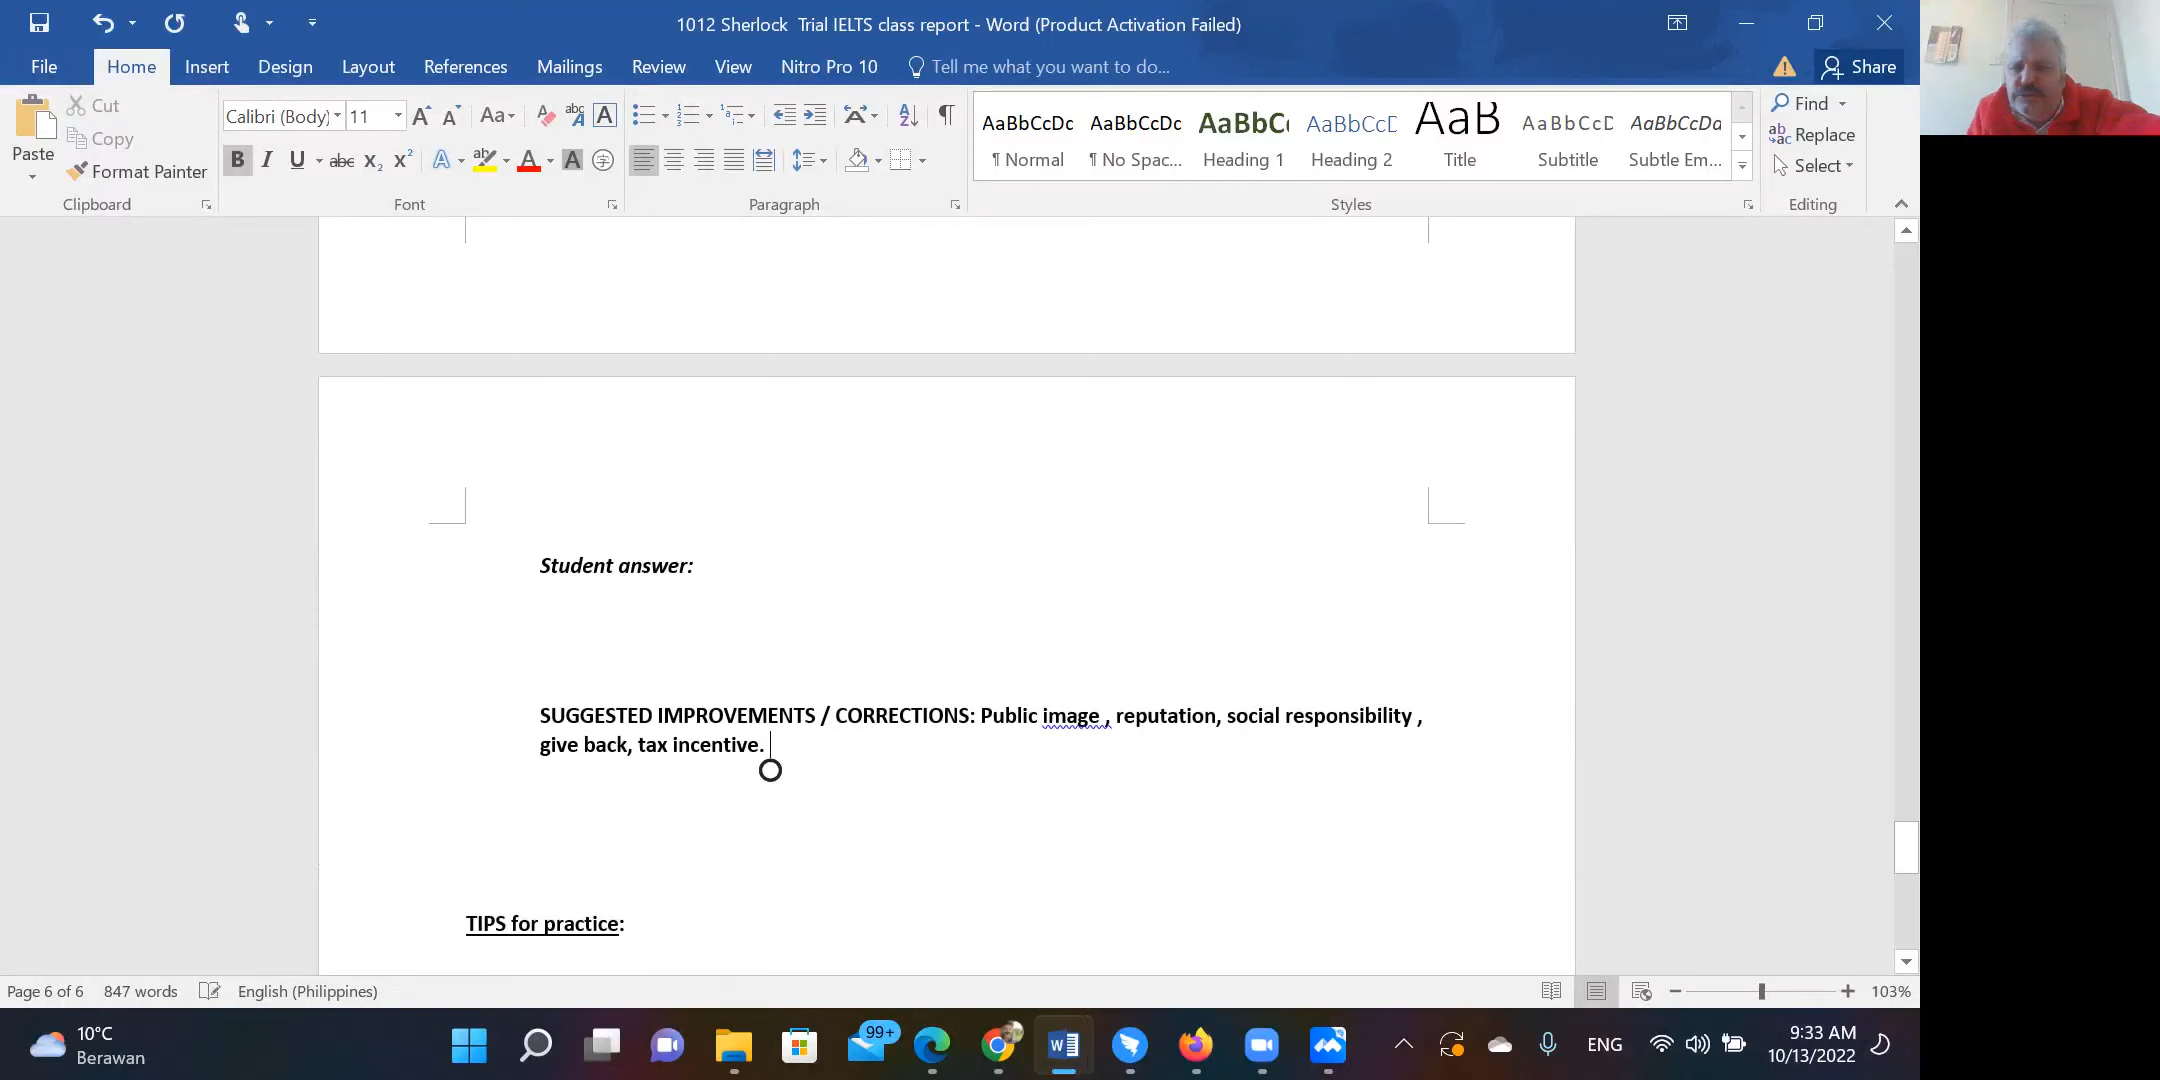 1012 Sherlock  Trial IELTS class report - Word (Product Activation Failed)
File Home Insert Design Layout References Mailings Review View Nitro Pro 10 Tell me what you want to do... Share
Paste
Cut
Copy
Format Painter
Clipboard
Calibri (Body) 11
Font
Paragraph
AaBbCcDc AaBbCcDc AaBbC AaBbCcD AaB AaBbCcD AaBbCcDd
¶ Normal ¶ No Spac... Heading 1 Heading 2 Title Subtitle Subtle Em...
Styles
Find
Replace
Select
Editing
Student answer:
SUGGESTED IMPROVEMENTS / CORRECTIONS: Public image , reputation, social responsibility ,
give back, tax incentive.
TIPS for practice:
Page 6 of 6 847 words English (Philippines) 103%
10°C
Berawan
99+
ENG
9:33 AM
10/13/2022